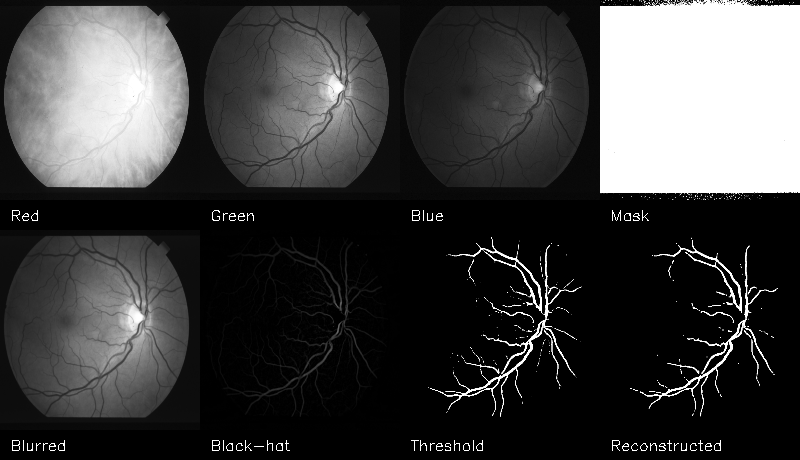 Red
Green
Blue
Mask
Blurred
Black-hat
Threshold
Reconstructed